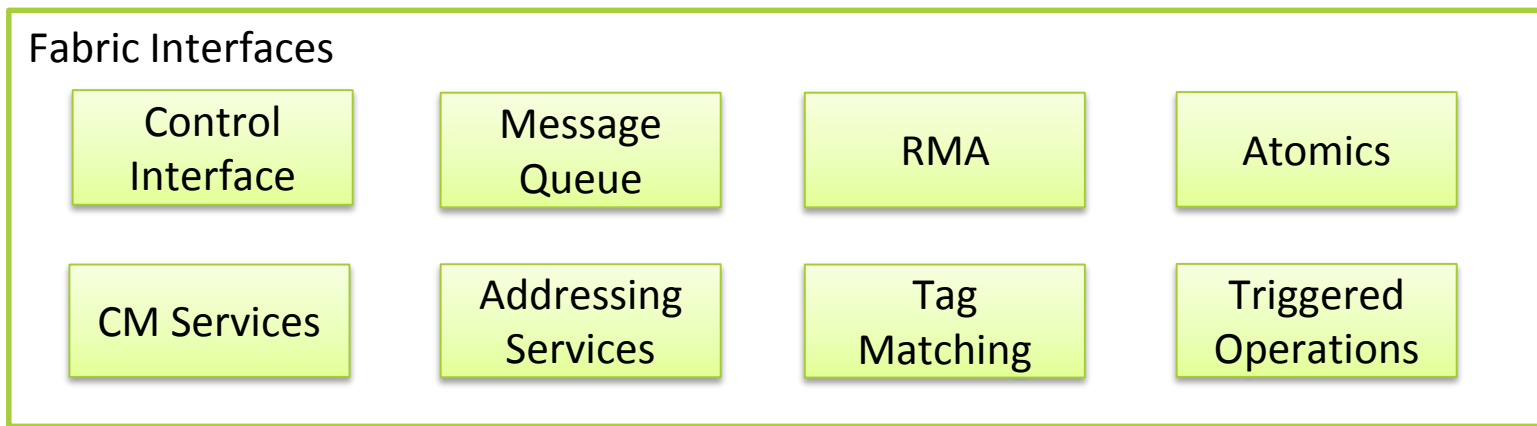 Fabric Interfaces
Control
Interface
Message
Queue
RMA
Atomics
CM Services
Addressing
Services
Tag
Matching
Triggered
Operations